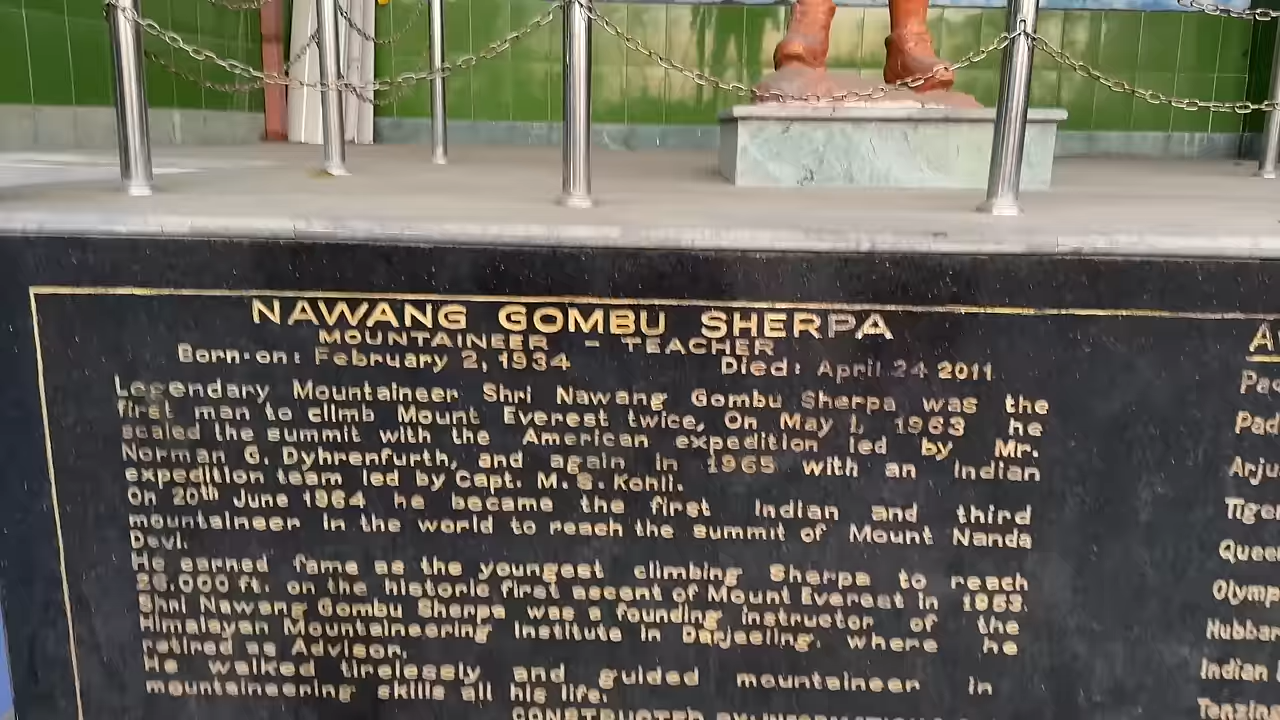 NAWANG GOMBU SHERPA
MOUNTAINEER - TEACHER
Born on: February 2, 1934 Died: April 24 2011
Legendary Mountaineer Shri Nawang Gombu Sherpa was the
first man to climb Mount Everest twice, On May 1, 1963 he
scaled the summit with the American expedition led by Mr.
Norman G. Dyhrenfurth, and again in 1965 with an Indian
expedition team led by Capt. M. S. Kohli.
On 20th June 1964 he became the first Indian and third
mountaineer in the world to reach the summit of Mount Nanda
Devi.
He earned fame as the youngest climbing Sherpa to reach
26.000 ft. on the historic first ascent of Mount Everest in 1953.
Shri Nawang Gombu Sherpa was a founding instructor of the
Himalayan Mountaineering Institute in Darjeeling, where he
retired as Advisor.
He walked tirelessly and guided mountaineer in
mountaineering skills all his life.
CONSTRUCTED BY:
Arju
Tige
Quee
Olymp
Hubbar
Indian
Tenzing